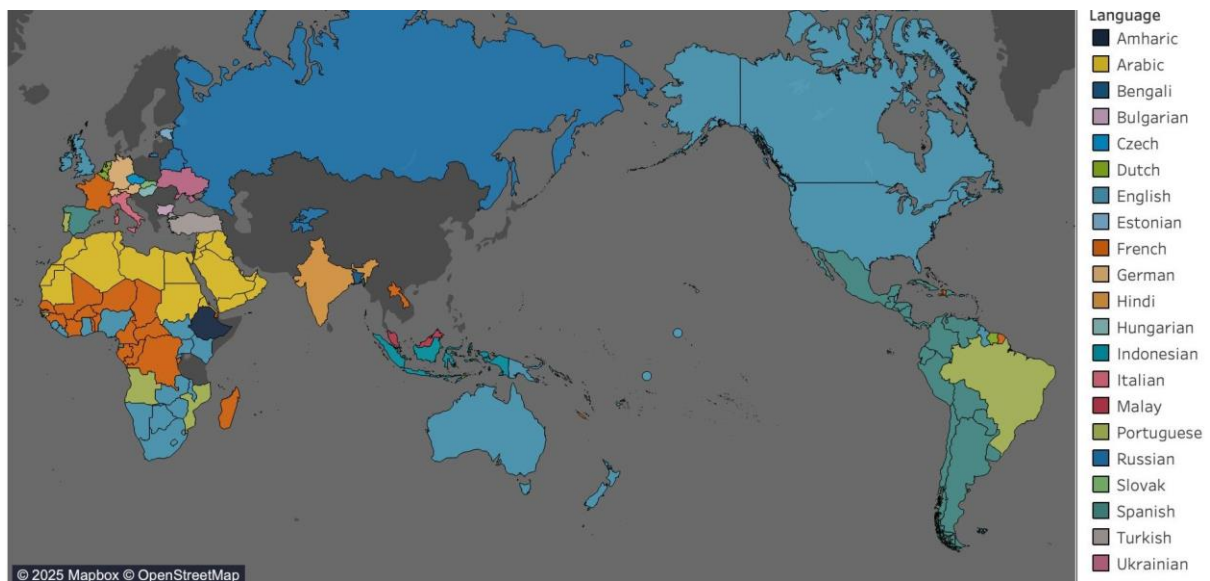 Language
Amharic
Arabic
Bengali
Bulgarian
Czech
Dutch
English
Estonian
French
German
Hindi
Hungarian
Indonesian
Italian
Malay
Portuguese
Russian
Slovak
Spanish
Turkish
Ukrainian
© 2025 Mapbox © OpenStreetMap